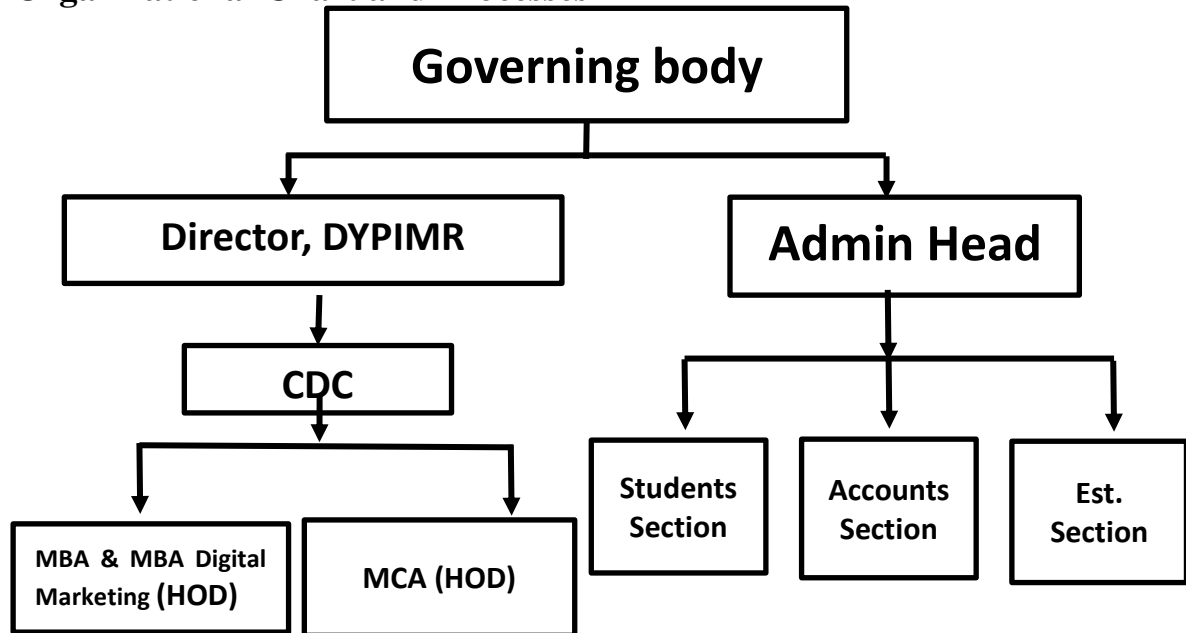 Governing body
Director, DYPIMR
Admin Head
CDC
Students
Section
Accounts
Section
Est.
Section
MBA & MBA Digital
Marketing (HOD)
MCA (HOD)